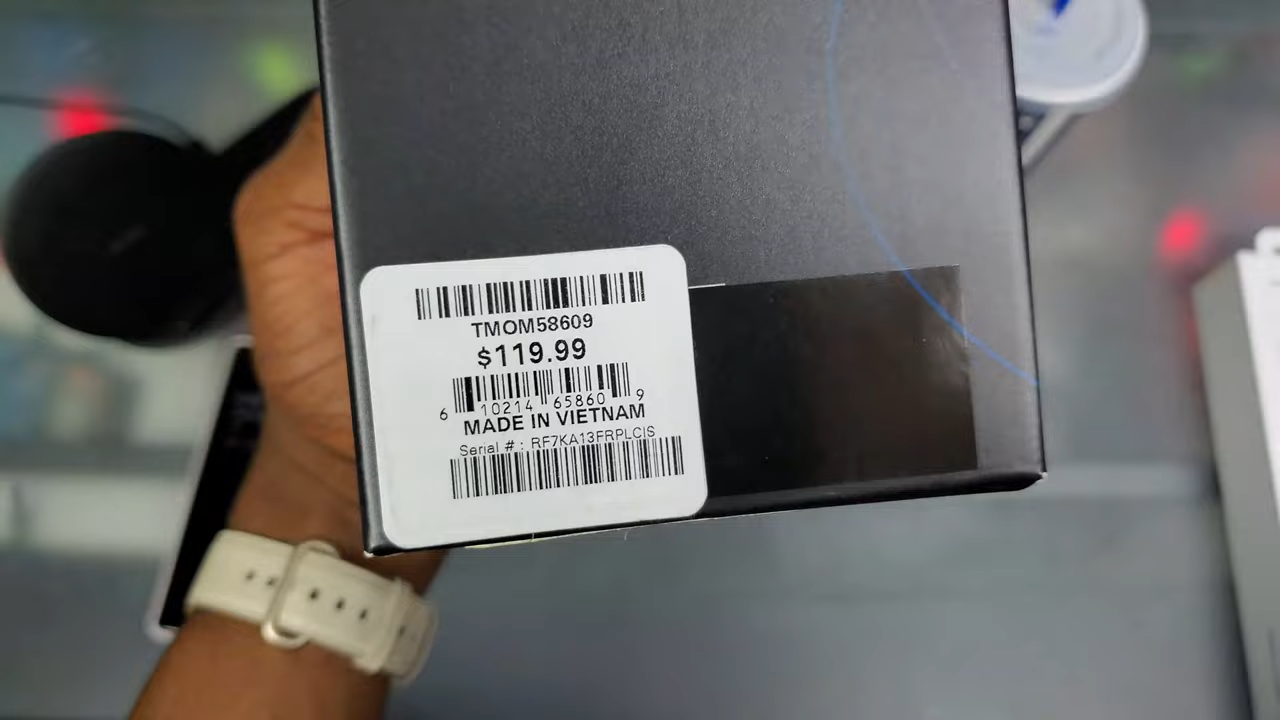 TMOM58609
$119.99
6 10214 65860 9
MADE IN VIETNAM
Serial # : RF7KA13FRPLCIS